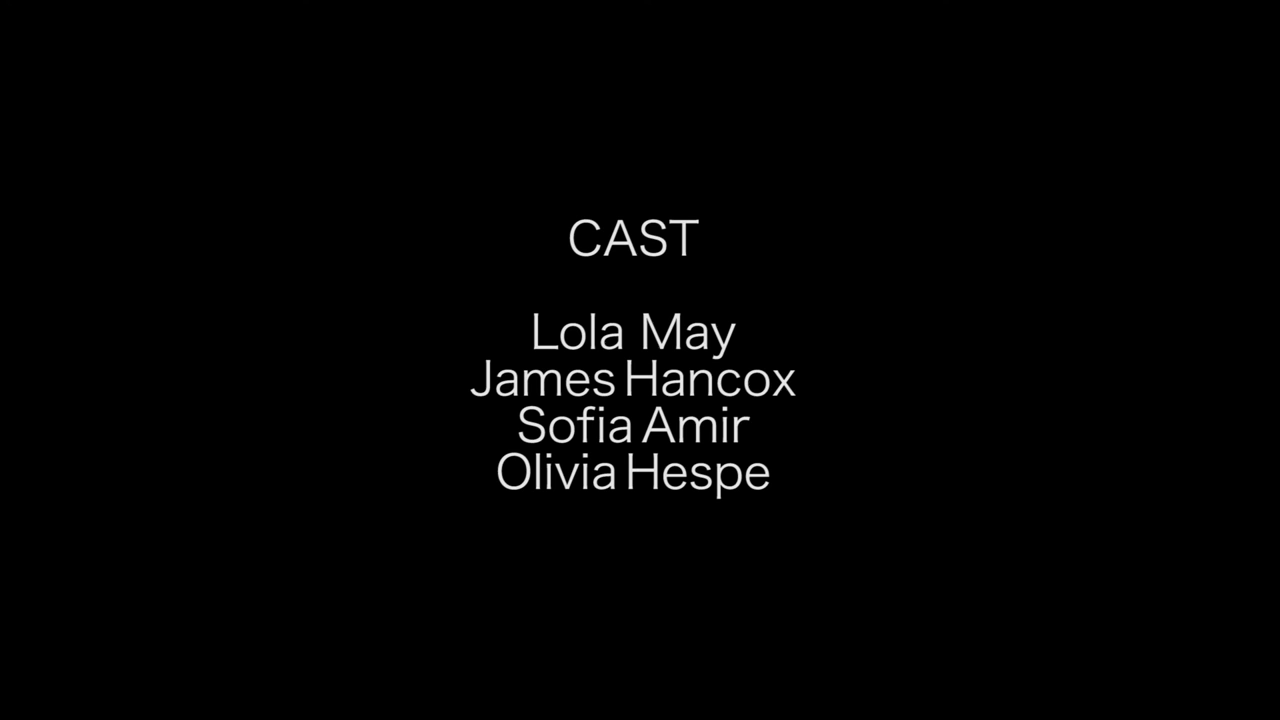 CAST
Lola May
James Hancox
Sofia Amir
Olivia Hespe